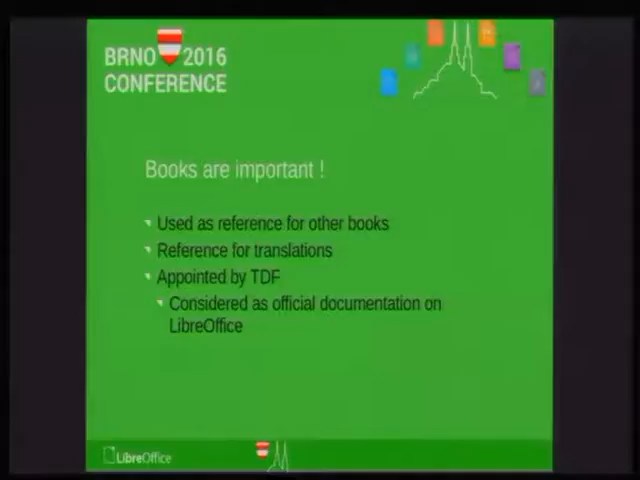 BRNO 2016
CONFERENCE
Books are important !
Used as reference for other books
Reference for translations
Appointed by TDF
Considered as official documentation on
LibreOffice
LibreOffice